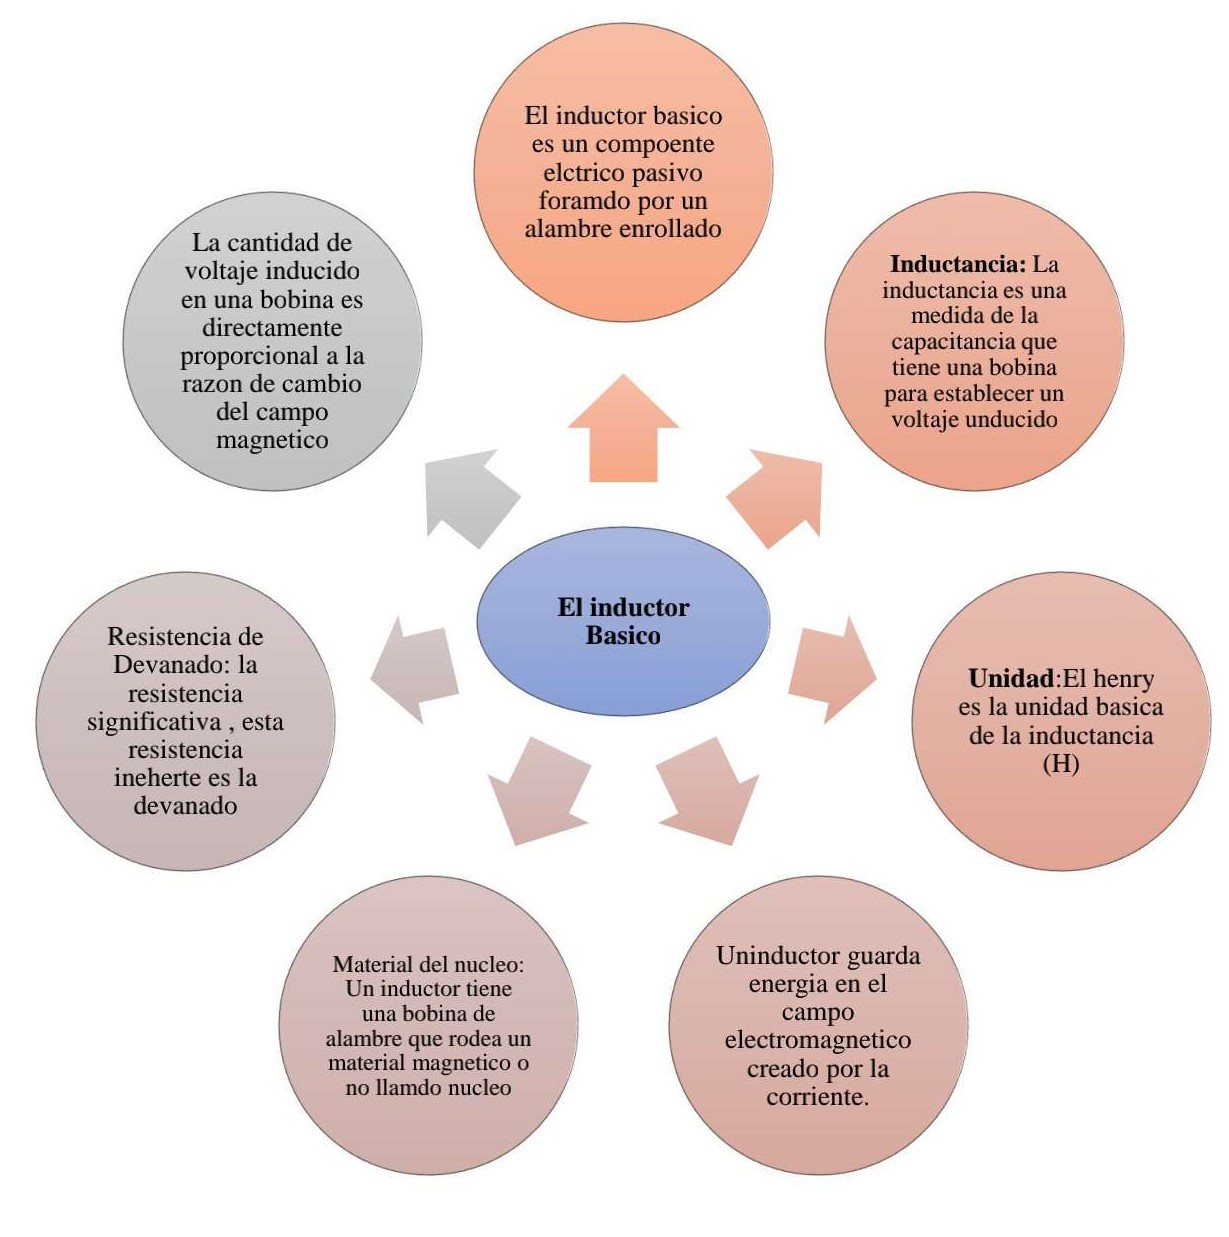 El inductor basico
es un compoente
elctrico pasivo
foramdo por un
alambre enrollado
Inductancia: La
inductancia es una
medida de la
capacitancia que
tiene una bobina
para establecer un
voltaje unducido
Unidad:El henry
es la unidad basica
de la inductancia
(H)
Uninductor guarda
energia en el
campo
electromagnetico
creado por la
corriente.
Material del nucleo:
Un inductor tiene
una bobina de
alambre que rodea un
material magnetico o
no llamdo nucleo
Resistencia de
Devanado: la
resistencia
significativa , esta
resistencia
ineherte es la
devanado
La cantidad de
voltaje inducido
en una bobina es
directamente
proporcional a la
razon de cambio
del campo
magnetico
El inductor
Basico